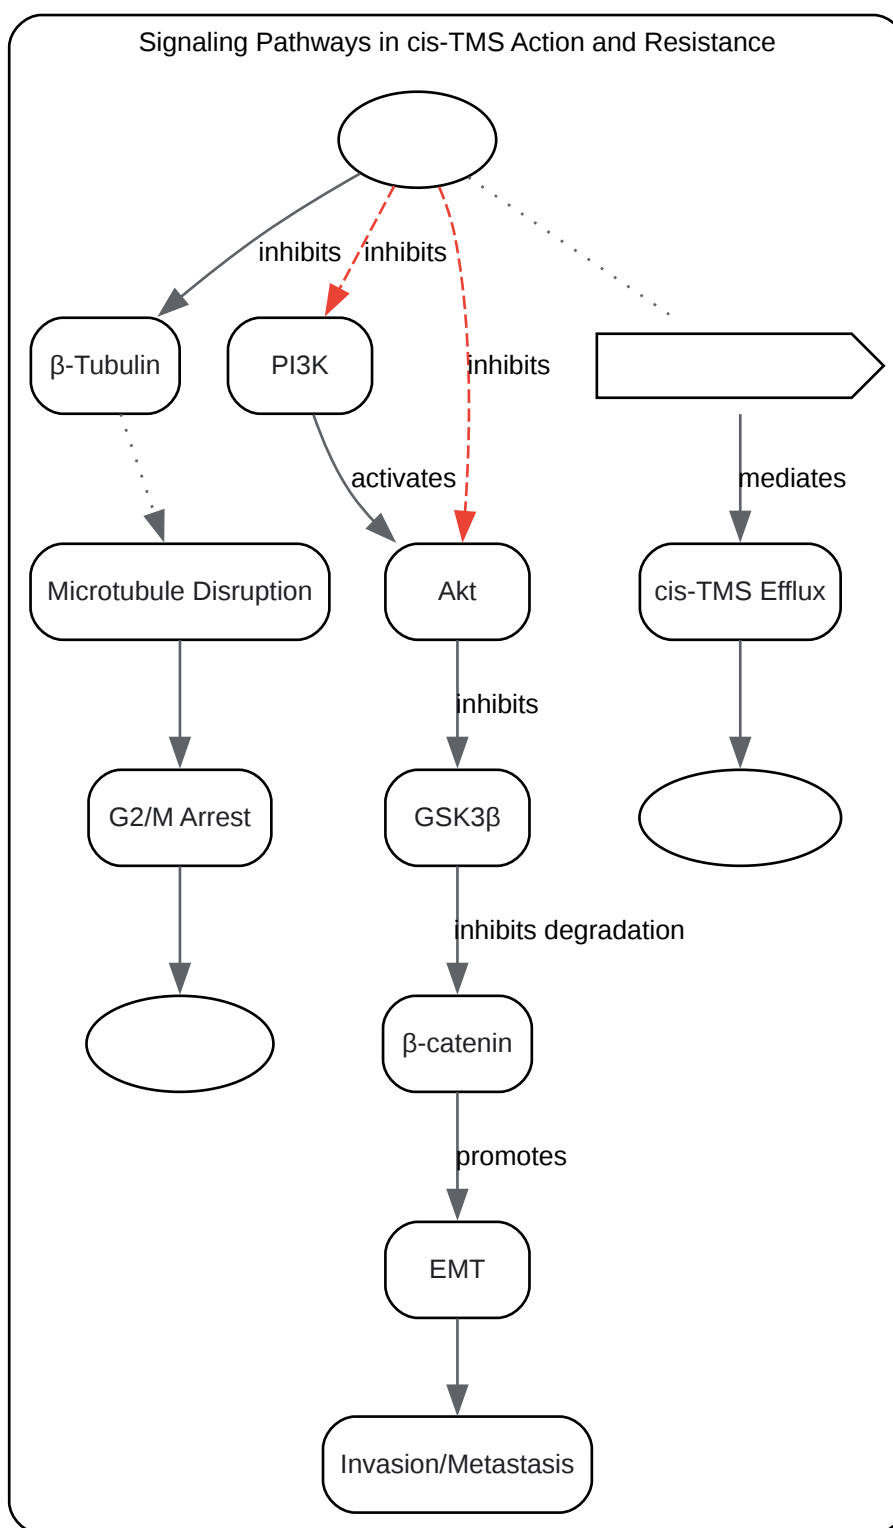 Signaling Pathways in cis-TMS Action and Resistance
inhibits
inhibits
β-Tubulin
PI3K
inhibits
activates
mediates
Microtubule Disruption
Akt
cis-TMS Efflux
inhibits
G2/M Arrest
GSK3β
inhibits degradation
β-catenin
promotes
EMT
Invasion/Metastasis